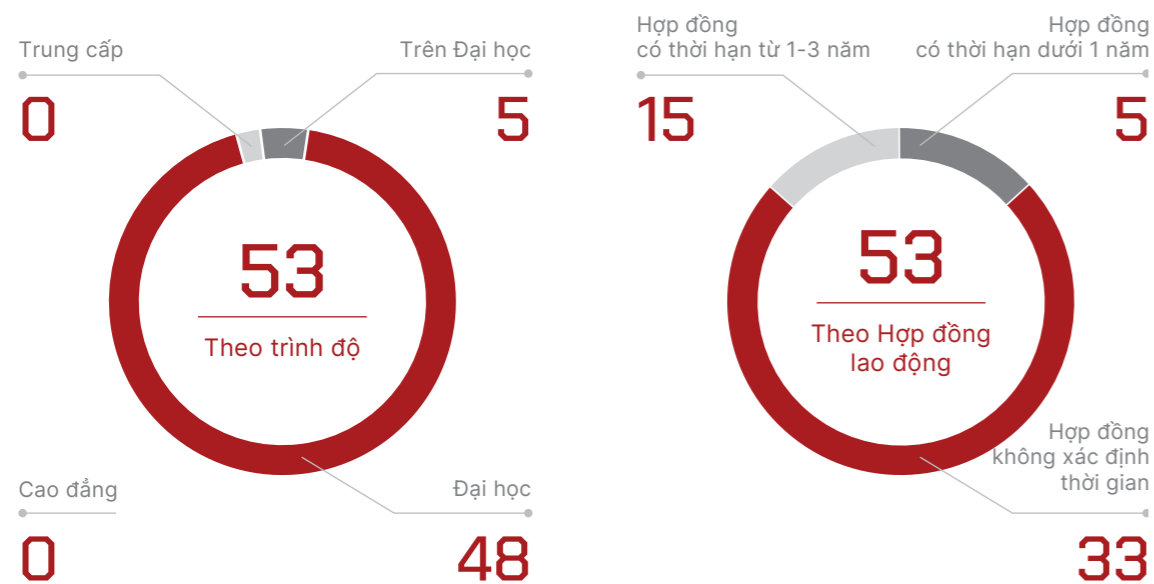 Trung cấp
0
Trên Đại học
5
53
Theo trình độ
Cao đẳng
0
Đại học
48
Hợp đồng
có thời hạn từ 1-3 năm
15
Hợp đồng
có thời hạn dưới 1 năm
5
53
Theo Hợp đồng
lao động
Hợp đồng
không xác định
thời gian
33